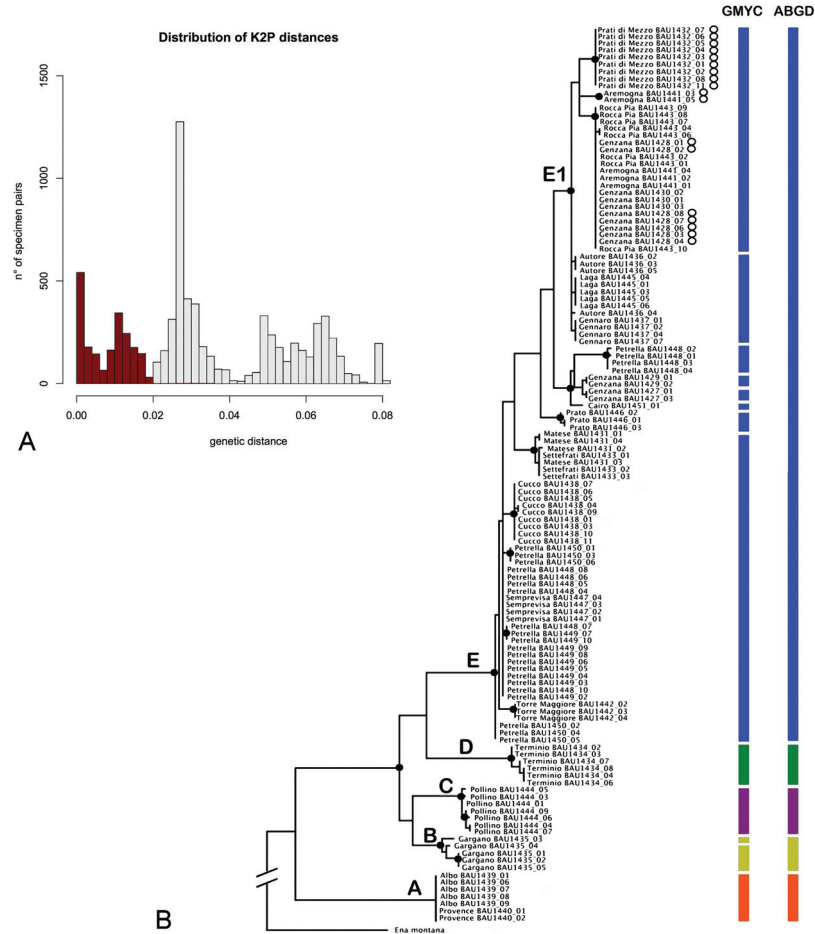 GMYC ABGD
Distribution of K2P distances
1500
1000
500
0
n° of specimen pairs
0.00 0.02 0.04 0.06 0.08
genetic distance
A
Prati di Mezzo BAU1432_07
Prati di Mezzo BAU1432_06
Prati di Mezzo BAU1432_05
Prati di Mezzo BAU1432_04
Prati di Mezzo BAU1432_03
Prati di Mezzo BAU1432_01
Prati di Mezzo BAU1432_02
Prati di Mezzo BAU1432_08
Prati di Mezzo BAU1432_11
Aremogna BAU1441_03
Aremogna BAU1441_05
Rocca Pia BAU1443_09
Rocca Pia BAU1443_08
Rocca Pia BAU1443_07
Rocca Pia BAU1443_04
Rocca Pia BAU1443_06
Genzana BAU1428_01
Genzana BAU1428_02
Rocca Pia BAU1443_02
Rocca Pia BAU1443_01
Aremogna BAU1441_04
Aremogna BAU1441_02
Aremogna BAU1441_01
Genzana BAU1430_02
Genzana BAU1430_01
Genzana BAU1430_03
Genzana BAU1428_08
Genzana BAU1428_07
Genzana BAU1428_06
Genzana BAU1428_03
Genzana BAU1428_04
Rocca Pia BAU1443_10
E1
Autore BAU1436_02
Autore BAU1436_03
Autore BAU1436_05
Laga BAU1445_04
Laga BAU1445_01
Laga BAU1445_03
Laga BAU1445_05
Laga BAU1445_06
Autore BAU1436_04
Gennaro BAU1437_01
Gennaro BAU1437_02
Gennaro BAU1437_04
Gennaro BAU1437_07
Petrella BAU1448_02
Petrella BAU1448_01
Petrella BAU1448_03
Petrella BAU1448_04
Genzana BAU1429_01
Genzana BAU1429_02
Genzana BAU1427_01
Genzana BAU1427_03
Cairo BAU1451_01
Prato BAU1446_02
Prato BAU1446_01
Prato BAU1446_03
Matese BAU1431_01
Matese BAU1431_04
Matese BAU1431_02
Settefrati BAU1433_01
Matese BAU1431_03
Settefrati BAU1433_02
Settefrati BAU1433_03
Cucco BAU1438_07
Cucco BAU1438_06
Cucco BAU1438_05
Cucco BAU1438_04
Cucco BAU1438_09
Cucco BAU1438_01
Cucco BAU1438_03
Cucco BAU1438_10
Cucco BAU1438_11
Petrella BAU1450_01
Petrella BAU1450_03
Petrella BAU1450_06
Petrella BAU1448_08
Petrella BAU1448_06
Petrella BAU1448_05
Petrella BAU1448_04
Semprevisa BAU1447_04
Semprevisa BAU1447_03
Semprevisa BAU1447_02
Semprevisa BAU1447_01
Petrella BAU1448_07
Petrella BAU1449_07
Petrella BAU1449_10
Petrella BAU1449_09
Petrella BAU1449_08
Petrella BAU1449_06
Petrella BAU1449_05
Petrella BAU1449_04
Petrella BAU1449_03
Petrella BAU1448_10
Petrella BAU1449_02
E
Torre Maggiore BAU1442_02
Torre Maggiore BAU1442_03
Torre Maggiore BAU1442_04
Petrella BAU1450_02
Petrella BAU1450_04
Petrella BAU1450_05
D
Terminio BAU1434_02
Terminio BAU1434_03
Terminio BAU1434_07
Terminio BAU1434_08
Terminio BAU1434_04
Terminio BAU1434_06
C
Pollino BAU1444_05
Pollino BAU1444_03
Pollino BAU1444_01
Pollino BAU1444_09
Pollino BAU1444_06
Pollino BAU1444_04
Pollino BAU1444_07
B
Gargano BAU1435_03
Gargano BAU1435_04
Gargano BAU1435_01
Gargano BAU1435_02
Gargano BAU1435_05
A
Albo BAU1439_01
Albo BAU1439_06
Albo BAU1439_07
Albo BAU1439_08
Albo BAU1439_09
Provence BAU1440_01
Provence BAU1440_02
B
Ena montana